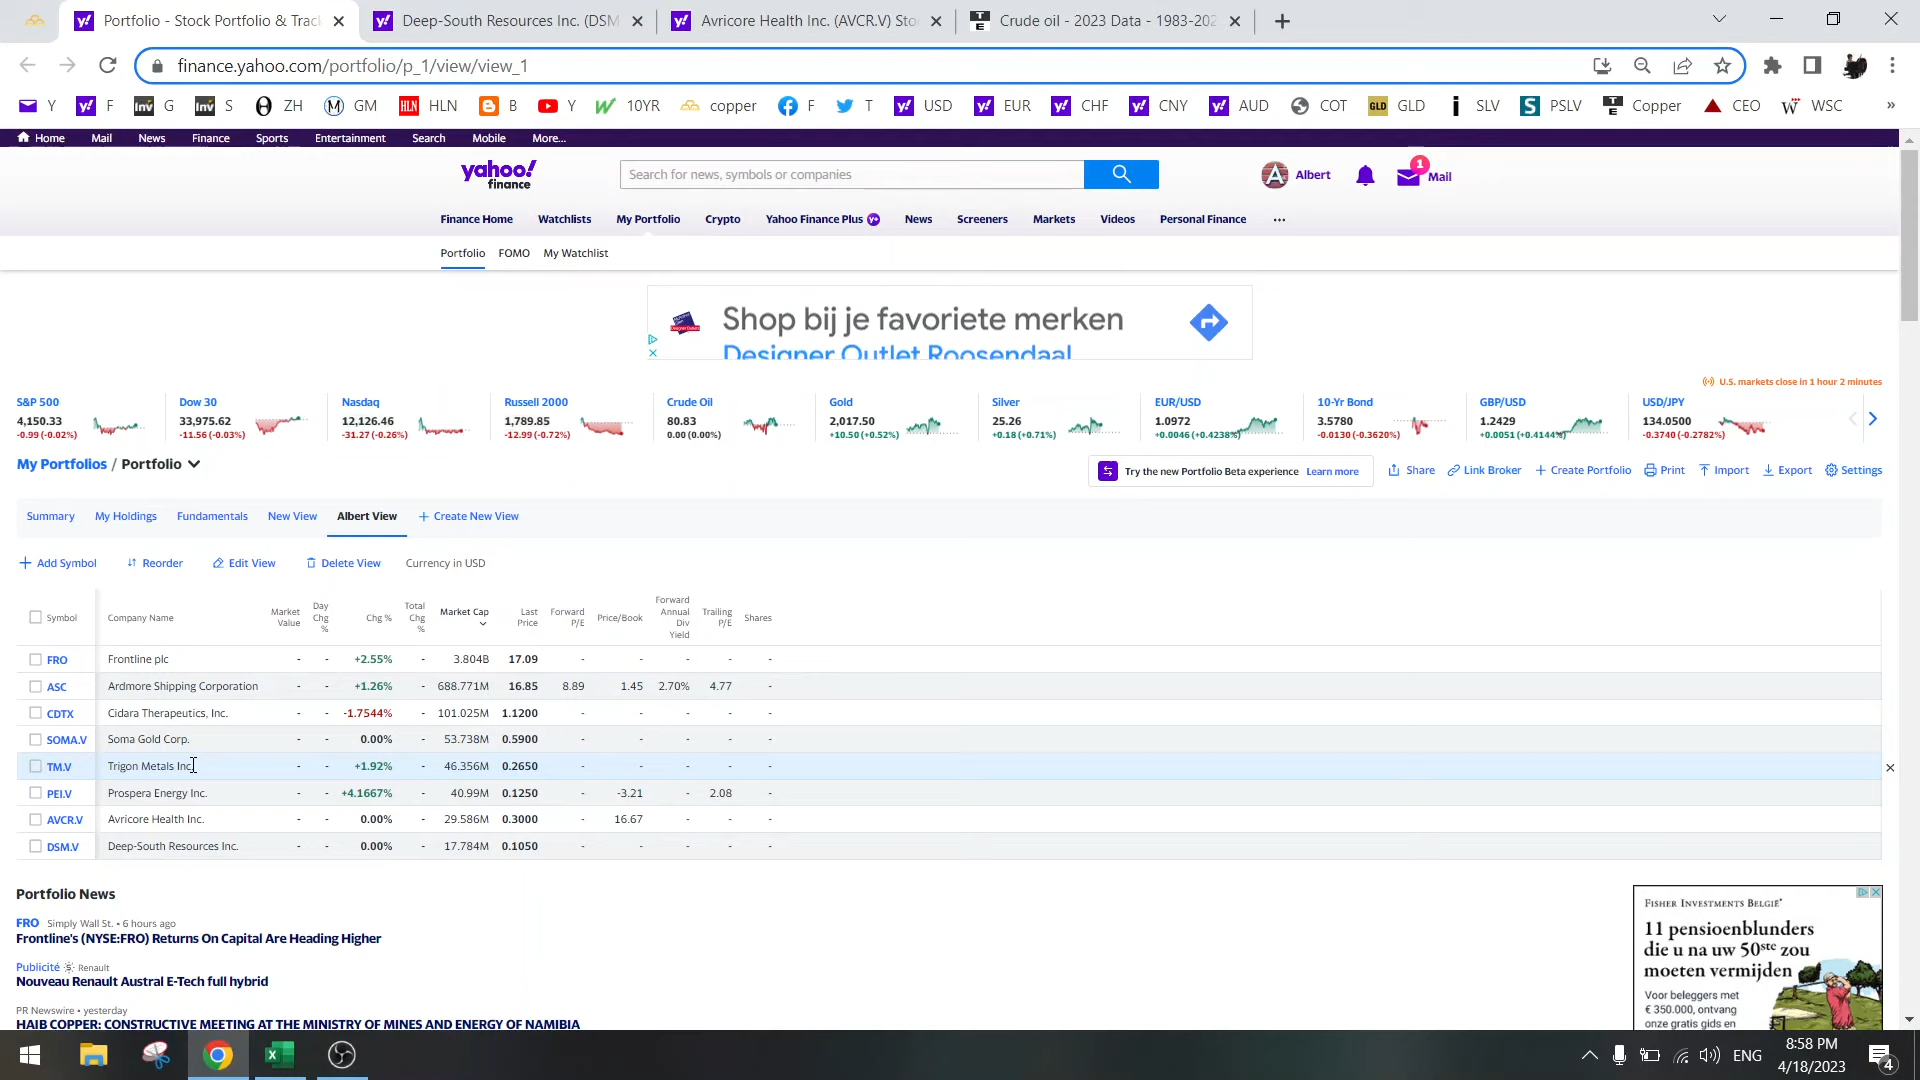 Portfolio - Stock Portfolio & Track
Deep-South Resources Inc. (DSM
Avricore Health Inc. (AVCR.V) Sto
Crude oil - 2023 Data - 1983-202
finance.yahoo.com/portfolio/p_1/view/view_1
Y F G S ZH GM HLN B Y 10YR copper F T USD EUR CHF CNY AUD COT GLD SLV PSLV Copper CEO WSC »
Home Mail News Finance Sports Entertainment Search Mobile More...
yahoo!
finance
Search for news, symbols or companies
Albert
1
Mail
Finance Home Watchlists My Portfolio Crypto Yahoo Finance Plus News Screeners Markets Videos Personal Finance ...
Portfolio FOMO My Watchlist
Shop bij je favoriete merken
Designer Outlet Roosendaal
U.S. markets close in 1 hour 2 minutes
S&P 500
4,150.33
-0.99 (-0.02%)
Dow 30
33,975.62
-11.56 (-0.03%)
Nasdaq
12,126.46
-31.27 (-0.26%)
Russell 2000
1,789.85
-12.99 (-0.72%)
Crude Oil
80.83
0.00 (0.00%)
Gold
2,017.50
+10.50 (+0.52%)
Silver
25.26
+0.18 (+0.71%)
EUR/USD
1.0972
+0.0046 (+0.4238%)
10-Yr Bond
3.5780
-0.0130 (-0.3620%)
GBP/USD
1.2429
+0.0051 (+0.4144%)
USD/JPY
134.0500
-0.3740 (-0.2782%)
My Portfolios / Portfolio
Try the new Portfolio Beta experience Learn more
Share Link Broker + Create Portfolio Print Import Export Settings
Summary My Holdings Fundamentals New View Albert View + Create New View
+ Add Symbol Reorder Edit View Delete View Currency in USD
Symbol Company Name Market Value Day Chg % Chg % Total Chg % Market Cap Last Price Forward P/E Price/Book Forward Annual Div Yield Trailing P/E Shares
FRO Frontline plc - - +2.55% - 3.804B 17.09 - - - - -
ASC Ardmore Shipping Corporation - - +1.26% - 688.771M 16.85 8.89 1.45 2.70% 4.77 -
CDTX Cidara Therapeutics, Inc. - - -1.7544% - 101.025M 1.1200 - - - - -
SOMA.V Soma Gold Corp. - - 0.00% - 53.738M 0.5900 - - - - -
TM.V Trigon Metals Inc. - - +1.92% - 46.356M 0.2650 - - - - -
PEI.V Prospera Energy Inc. - - +4.1667% - 40.99M 0.1250 - -3.21 - 2.08 -
AVCR.V Avricore Health Inc. - - 0.00% - 29.586M 0.3000 - 16.67 - - -
DSM.V Deep-South Resources Inc. - - 0.00% - 17.784M 0.1050 - - - - -
Portfolio News
FRO Simply Wall St. • 6 hours ago
Frontline's (NYSE:FRO) Returns On Capital Are Heading Higher
Publicité Renault
Nouveau Renault Austral E-Tech full hybrid
PR Newswire • yesterday
HAIB COPPER: CONSTRUCTIVE MEETING AT THE MINISTRY OF MINES AND ENERGY OF NAMIBIA
FISHER INVESTMENTS BELGIË
11 pensioenblunders
die u na uw 50ste zou
moeten vermijden
Voor beleggers met
€ 350.000, ontvang
onze gratis gids en
ENG
8:58 PM
4/18/2023
4